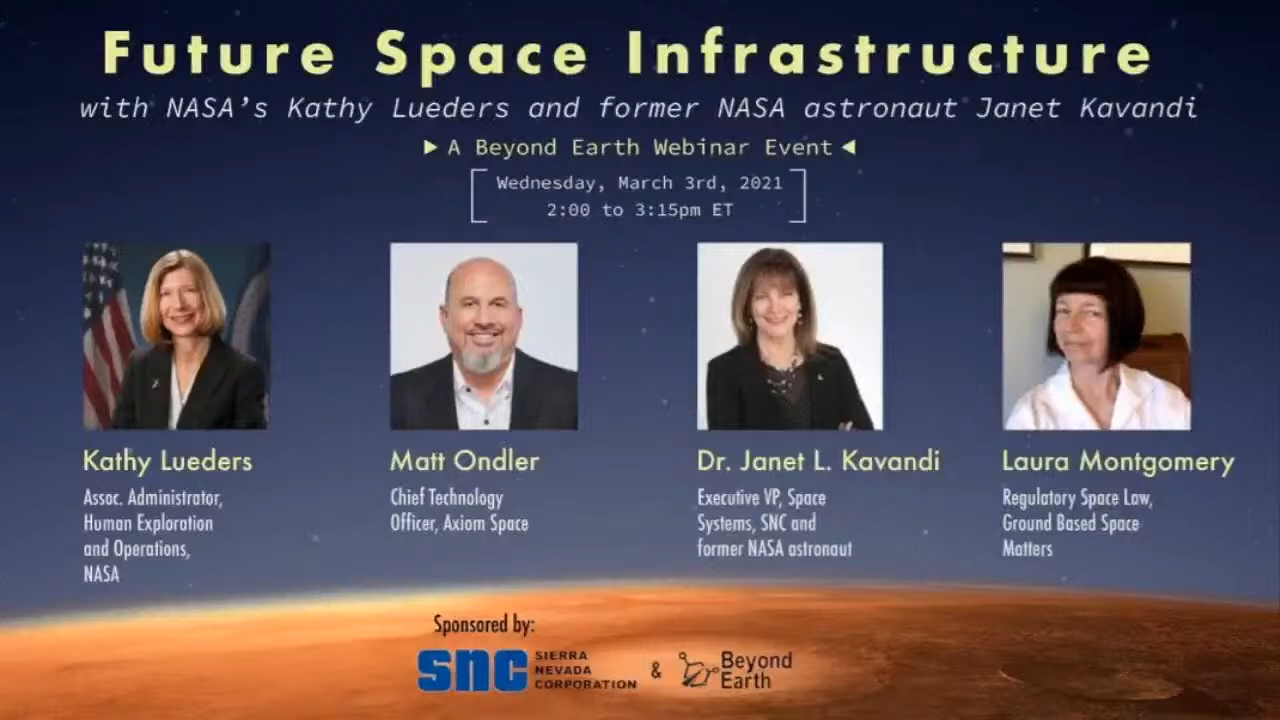 Future Space Infrastructure
with NASA's Kathy Lueders and former NASA astronaut Janet Kavandi
▶ A Beyond Earth Webinar Event ◀
Wednesday, March 3rd, 2021
2:00 to 3:15pm ET
Kathy Lueders
Assoc. Administrator,
Human Exploration
and Operations,
NASA
Matt Ondler
Chief Technology
Officer, Axiom Space
Dr. Janet L. Kavandi
Executive VP, Space
Systems, SNC and
former NASA astronaut
Laura Montgomery
Regulatory Space Law,
Ground Based Space
Matters
Sponsored by:
snc
SIERRA
NEVADA
CORPORATION
&
Beyond
Earth